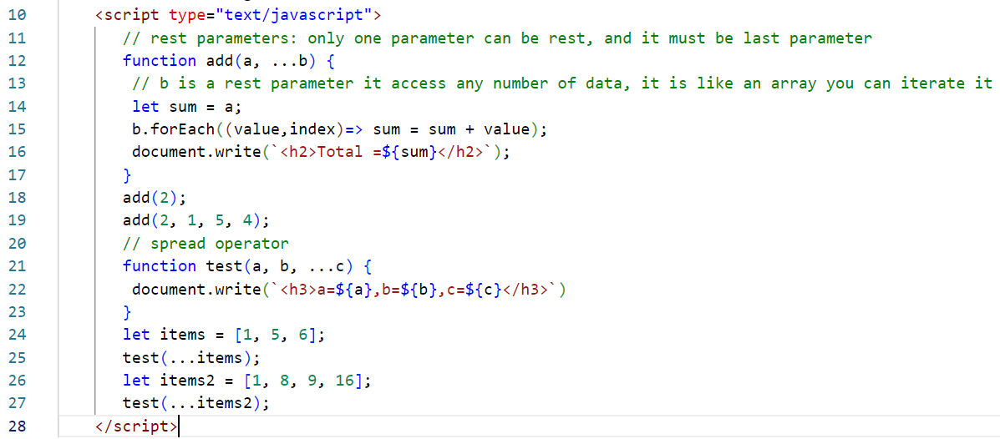 10 <script type="text/javascript">
11 // rest parameters: only one parameter can be rest, and it must be last parameter
12 function add(a, ...b) {
13 // b is a rest parameter it access any number of data, it is like an array you can iterate it
14 let sum = a;
15 b.forEach((value,index)=> sum = sum + value);
16 document.write(`<h2>Total =${sum}</h2>`);
17 }
18 add(2);
19 add(2, 1, 5, 4);
20 // spread operator
21 function test(a, b, ...c) {
22 document.write(`<h3>a=${a},b=${b},c=${c}</h3>`)
23 }
24 let items = [1, 5, 6];
25 test(...items);
26 let items2 = [1, 8, 9, 16];
27 test(...items2);
28 </script>